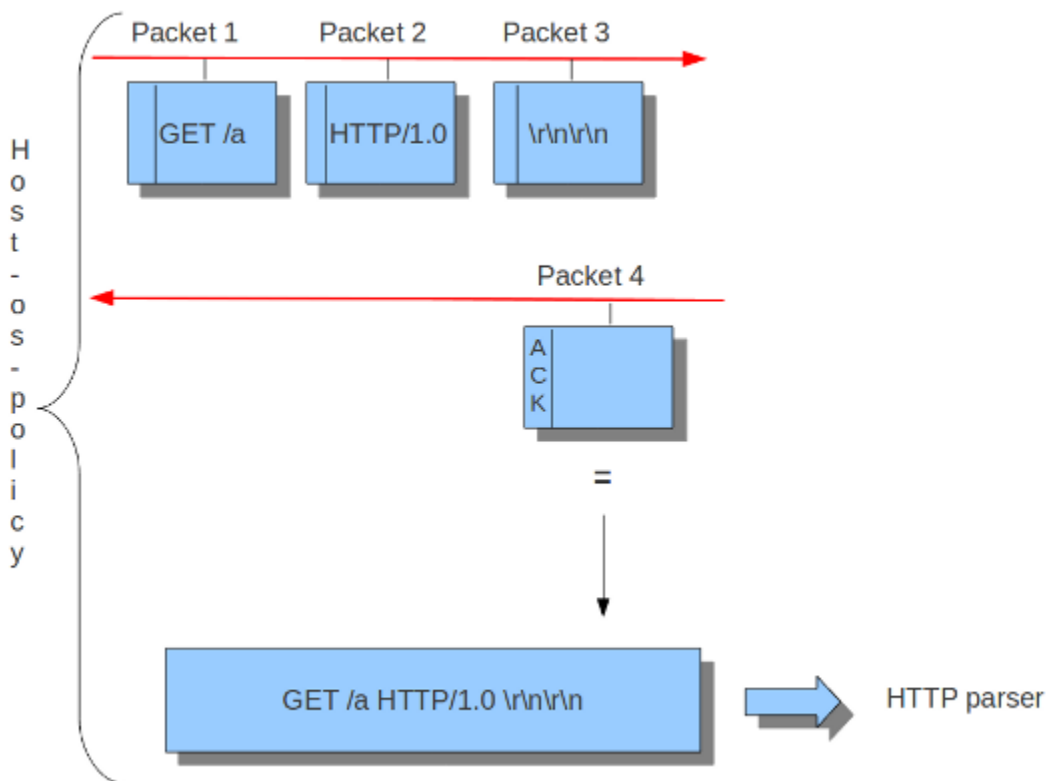 Packet 1
Packet 2
Packet 3
GET /a
HTTP/1.0
\r\n\r\n
Host-os-policy
Packet 4
ACK
=
GET /a HTTP/1.0 \r\n\r\n
HTTP parser